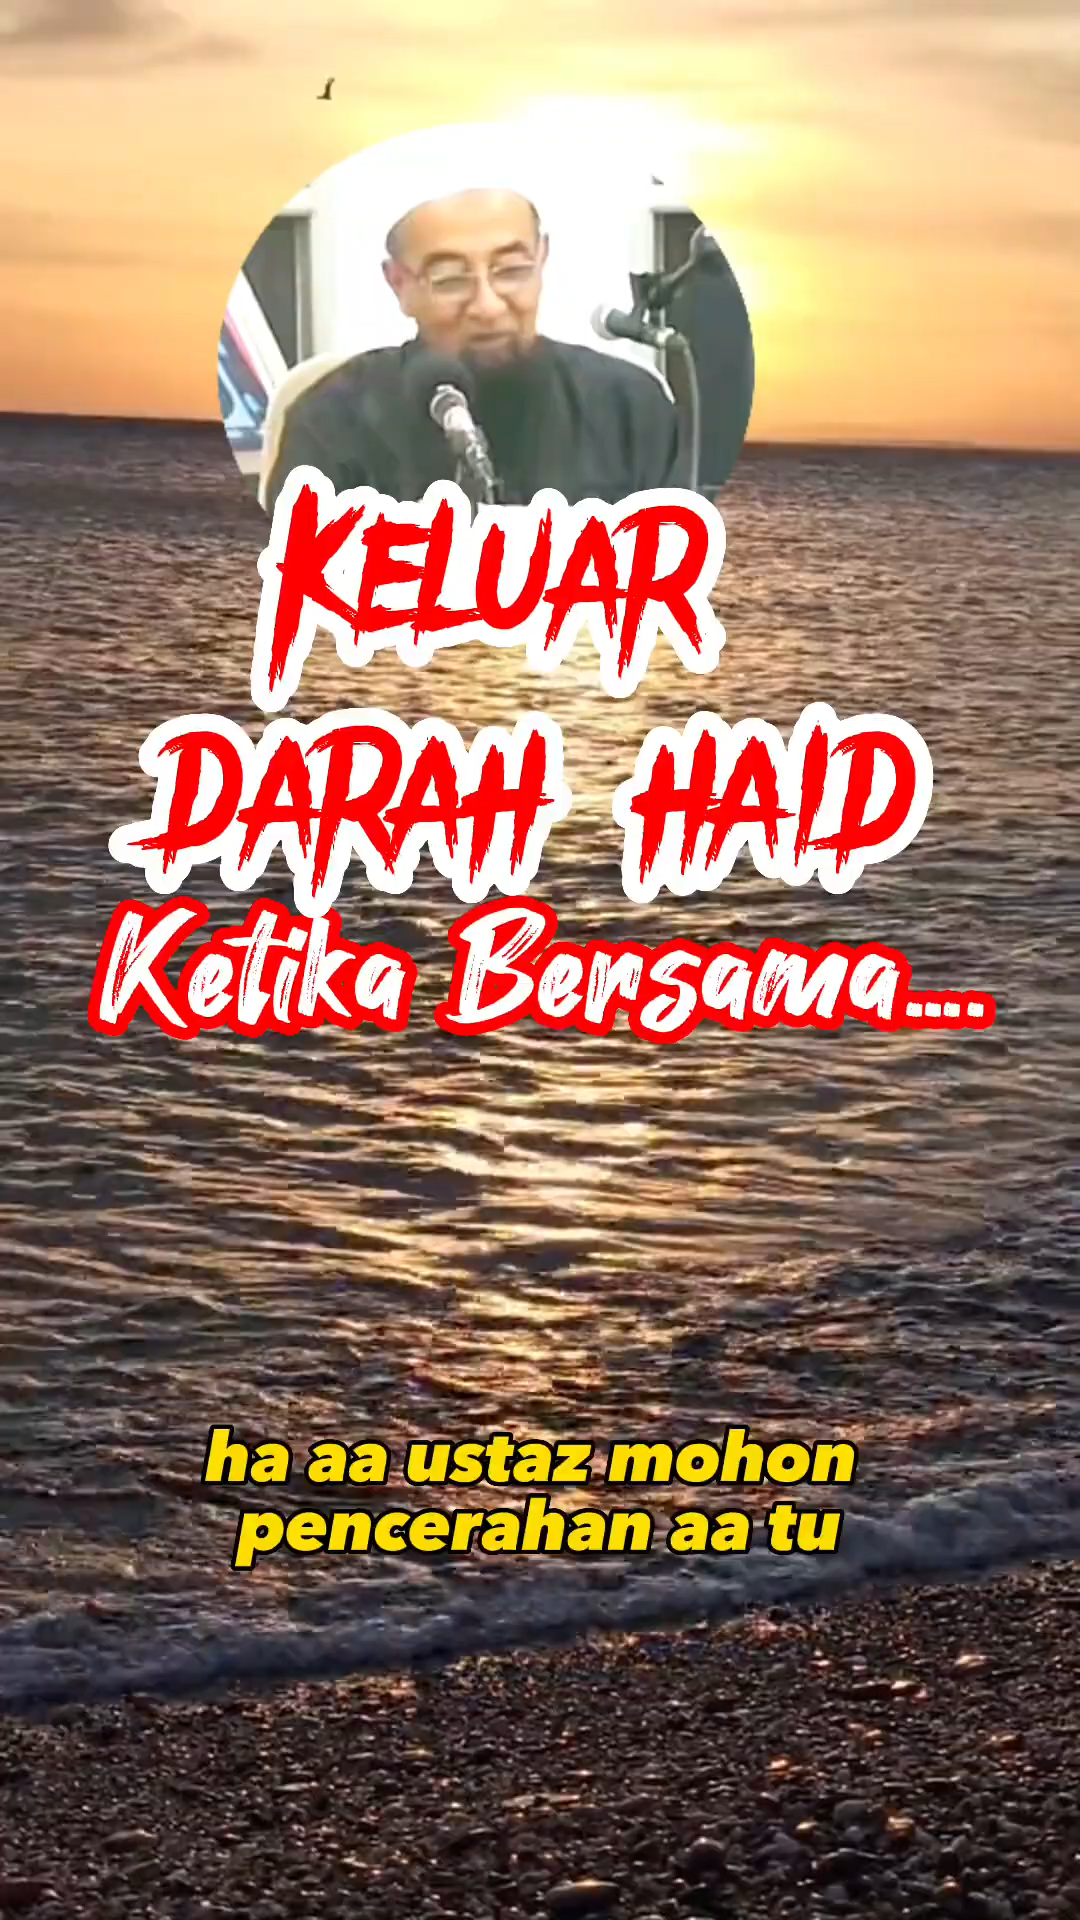 KELUAR
DARAH HAID
Ketika Bersama....
ha aa ustaz mohon
pencerahan aa tu